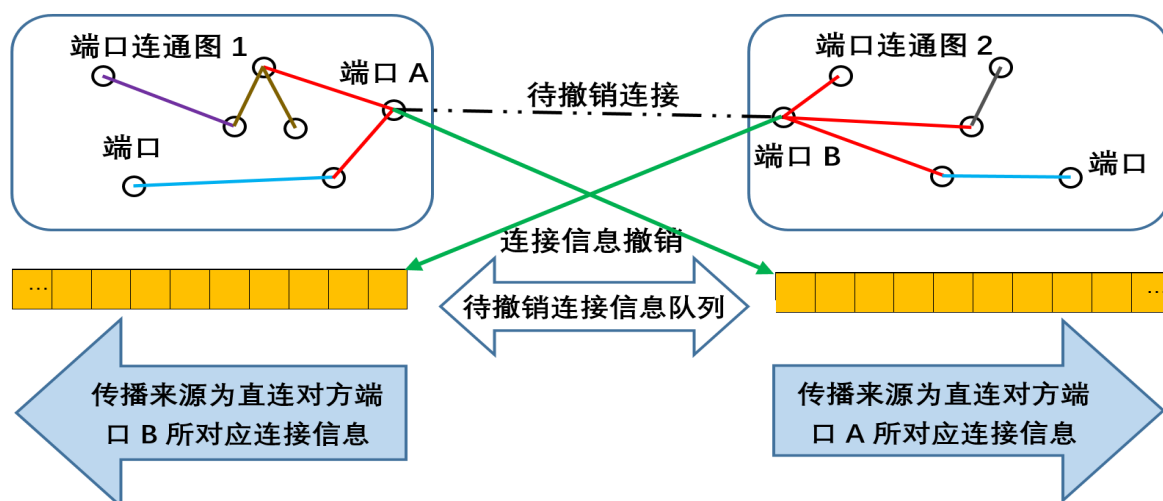 端口连通图 1
端口 A
端口
待撤销连接
端口连通图 2
端口 B
端口
连接信息撤销
…
待撤销连接信息队列
…
传播来源为直连对方端
口 B 所对应连接信息
传播来源为直连对方端
口 A 所对应连接信息